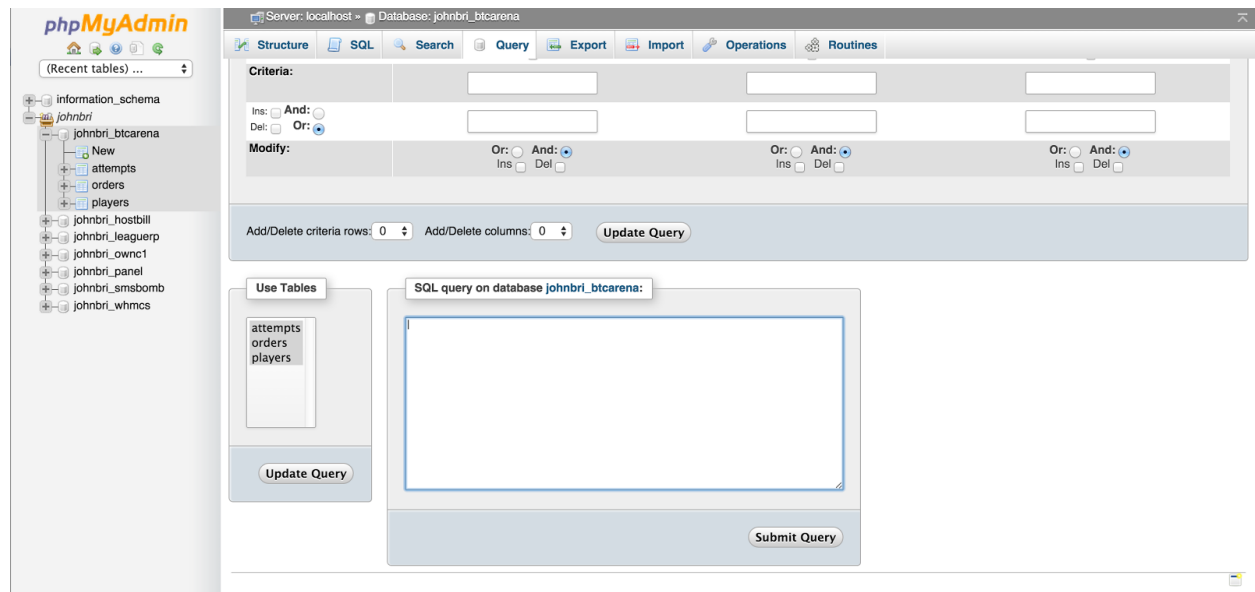 phpMyAdmin
(Recent tables) ...
information_schema
johnbri
johnbri_btcarena
New
attempts
orders
players
johnbri_hostbill
johnbri_leaguerp
johnbri_ownc1
johnbri_panel
johnbri_smsbomb
johnbri_whmcs
Server: localhost » Database: johnbri_btcarena
Structure SQL Search Query Export Import Operations Routines
Criteria:
Ins: And:
Del: Or:
Modify: Or: And: Or: And: Or: And:
Ins Del Ins Del Ins Del
Add/Delete criteria rows: 0 Add/Delete columns: 0 Update Query
Use Tables
attempts
orders
players
Update Query
SQL query on database johnbri_btcarena:
Submit Query